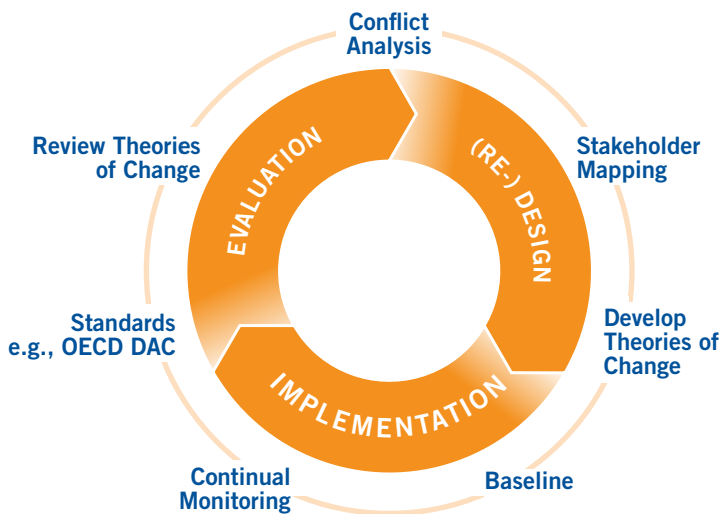 Conflict
Analysis
Stakeholder
Mapping
Develop
Theories of
Change
Baseline
Continual
Monitoring
Standards
e.g., OECD DAC
Review Theories
of Change
(RE-) DESIGN
IMPLEMENTATION
EVALUATION